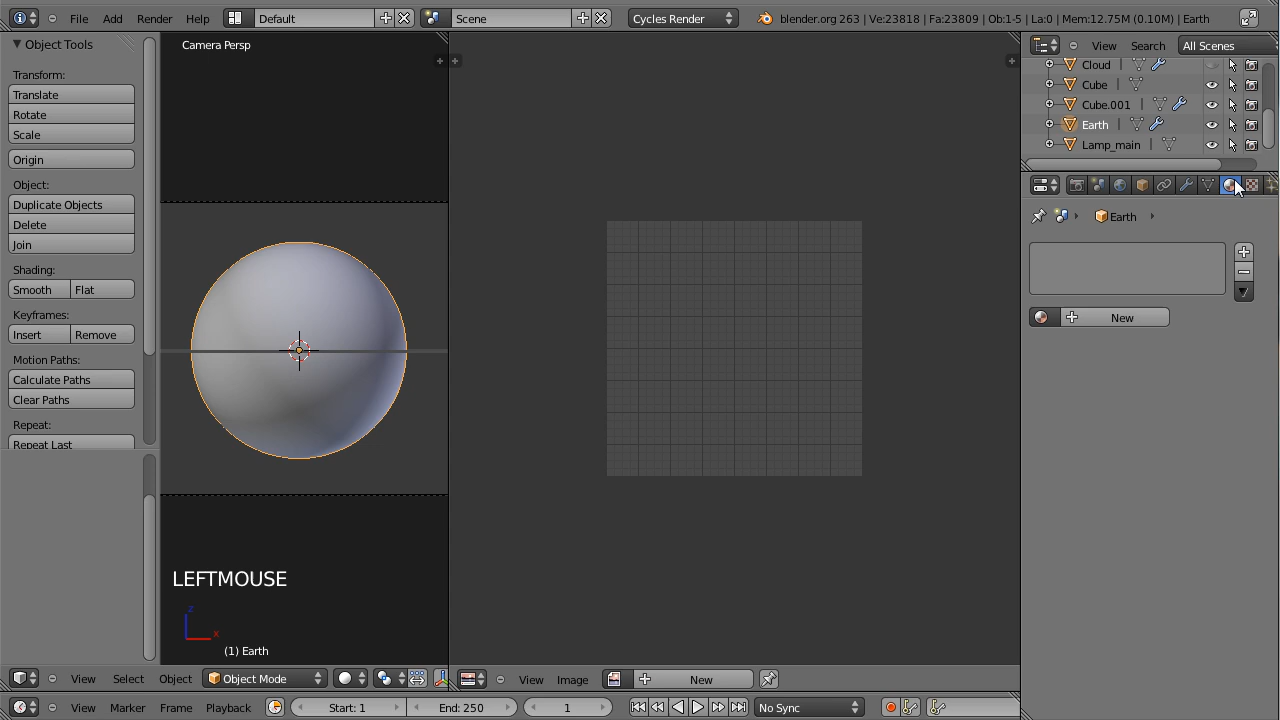 File Add Render Help Default Scene Cycles Render blender.org 263 | Ve:23818 | Fa:23809 | Ob:1-5 | La:0 | Mem:12.75M (0.10M) | Earth
Object Tools
Transform:
Translate
Rotate
Scale
Origin
Object:
Duplicate Objects
Delete
Join
Shading:
Smooth Flat
Keyframes:
Insert Remove
Motion Paths:
Calculate Paths
Clear Paths
Repeat:
Repeat Last
Camera Persp
LEFTMOUSE
z
x
(1) Earth
View Search All Scenes
Cloud
Cube
Cube.001
Earth
Lamp_main
Earth
New
View Select Object Object Mode
View Image New
View Marker Frame Playback Start: 1 End: 250 1 No Sync